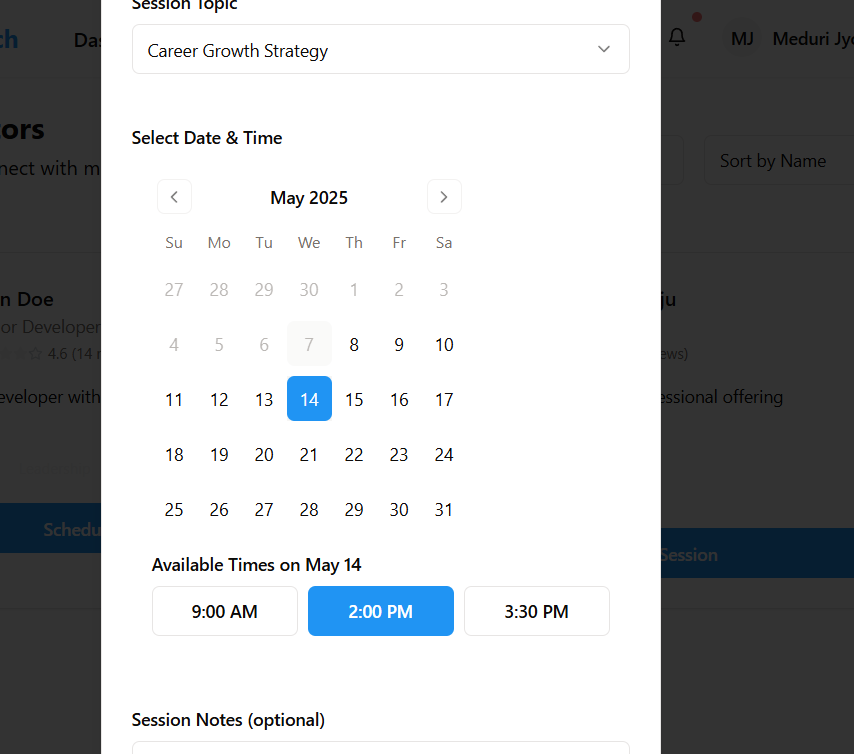 Session Topic
Das
MJ Meduri Jyo
Career Growth Strategy
tors
Select Date & Time
nect with m
Sort by Name
May 2025
Su Mo Tu We Th Fr Sa
27 28 29 30 1 2 3
n Doe
ju
or Developer
4 5 6 7 8 9 10
4.6 (14 r
ews)
eveloper with
11 12 13 14 15 16 17
essional offering
18 19 20 21 22 23 24
25 26 27 28 29 30 31
Schedu
Session
Available Times on May 14
9:00 AM 2:00 PM 3:30 PM
Session Notes (optional)